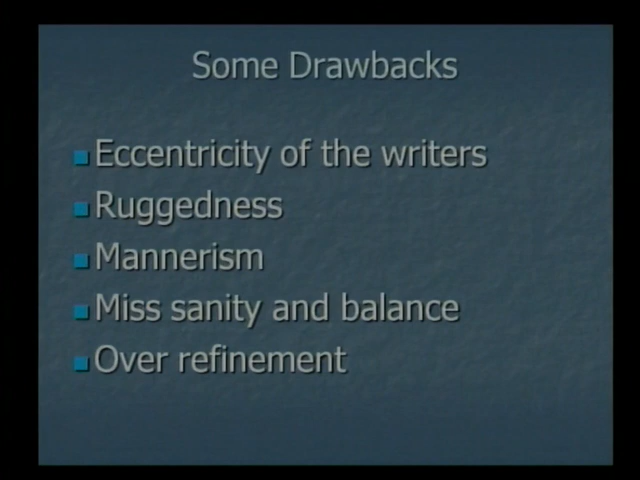 Some Drawbacks
Eccentricity of the writers
Ruggedness
Mannerism
Miss sanity and balance
Over refinement